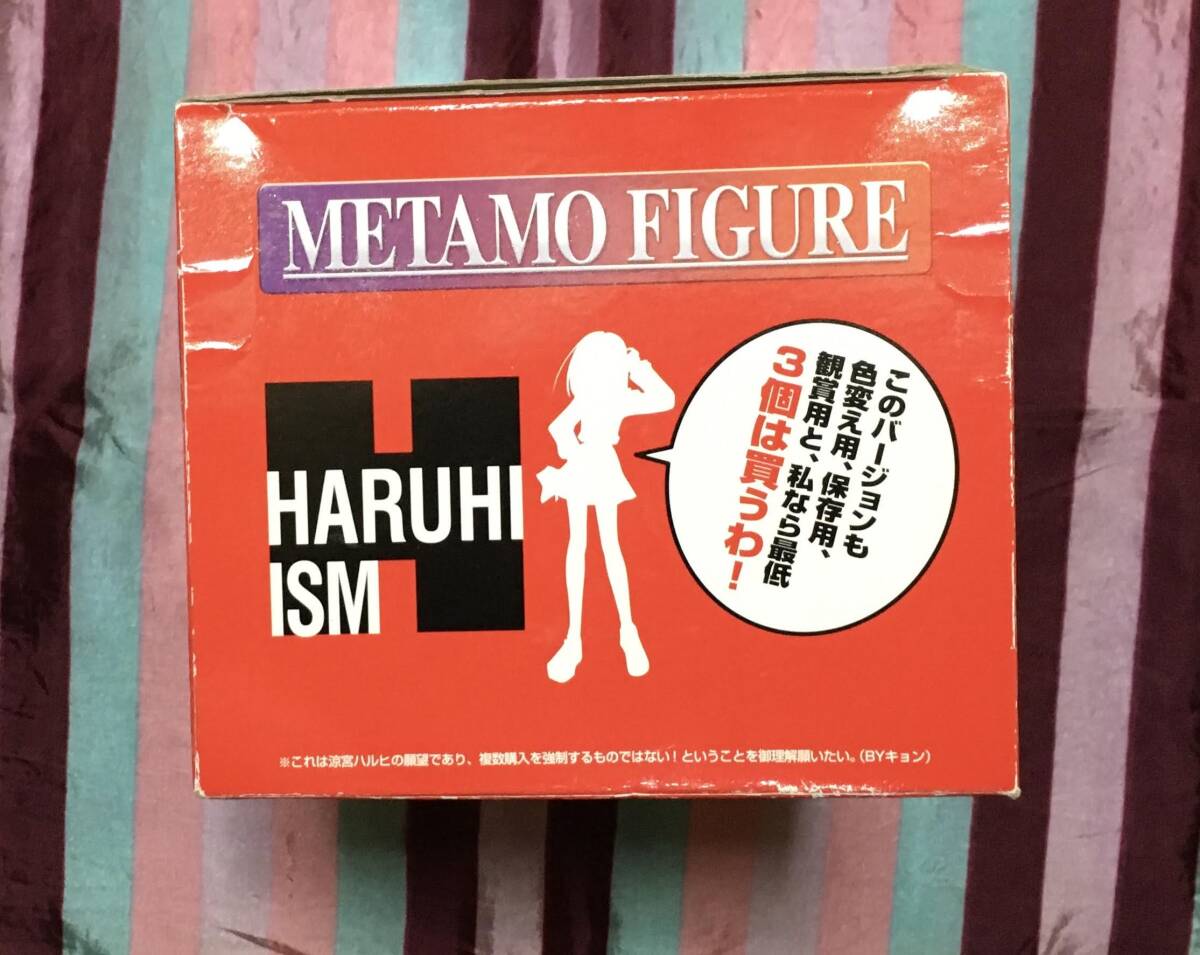 METAMO FIGURE
HARUHI
ISM
このバージョンも
色変え用、保存用、
観賞用と、私なら最低
3個は買うわ!
※これは涼宮ハルヒの願望であり、複数購入を強制するものではない!ということを御理解願いたい。(BYキョン)